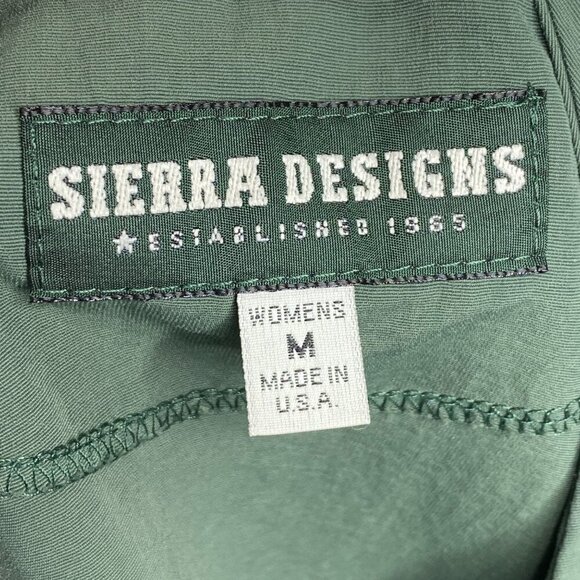 SIERRA DESIGNS
ESTABLISHED 1965
WOMENS
M
MADE IN
U.S.A.